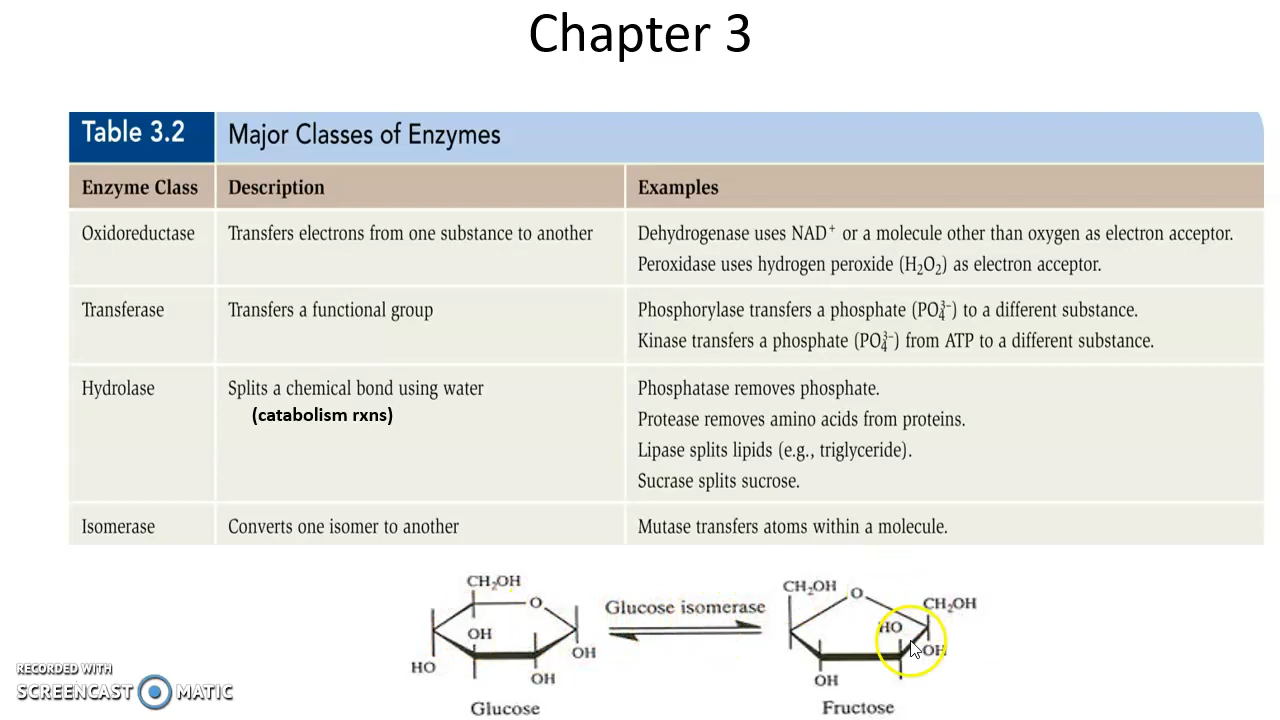 Chapter 3
Table 3.2 Major Classes of Enzymes
Enzyme Class Description Examples
Oxidoreductase Transfers electrons from one substance to another Dehydrogenase uses NAD⁺ or a molecule other than oxygen as electron acceptor.
Peroxidase uses hydrogen peroxide (H₂O₂) as electron acceptor.
Transferase Transfers a functional group Phosphorylase transfers a phosphate (PO₄³⁻) to a different substance.
Kinase transfers a phosphate (PO₄³⁻) from ATP to a different substance.
Hydrolase Splits a chemical bond using water Phosphatase removes phosphate.
(catabolism rxns)
Protease removes amino acids from proteins.
Lipase splits lipids (e.g., triglyceride).
Sucrase splits sucrose.
Isomerase Converts one isomer to another Mutase transfers atoms within a molecule.
CH₂OH
O
OH
HO
OH
OH
Glucose
Glucose isomerase
CH₂OH
O
CH₂OH
HO
OH
OH
Fructose
RECORDED WITH
SCREENCAST MATIC